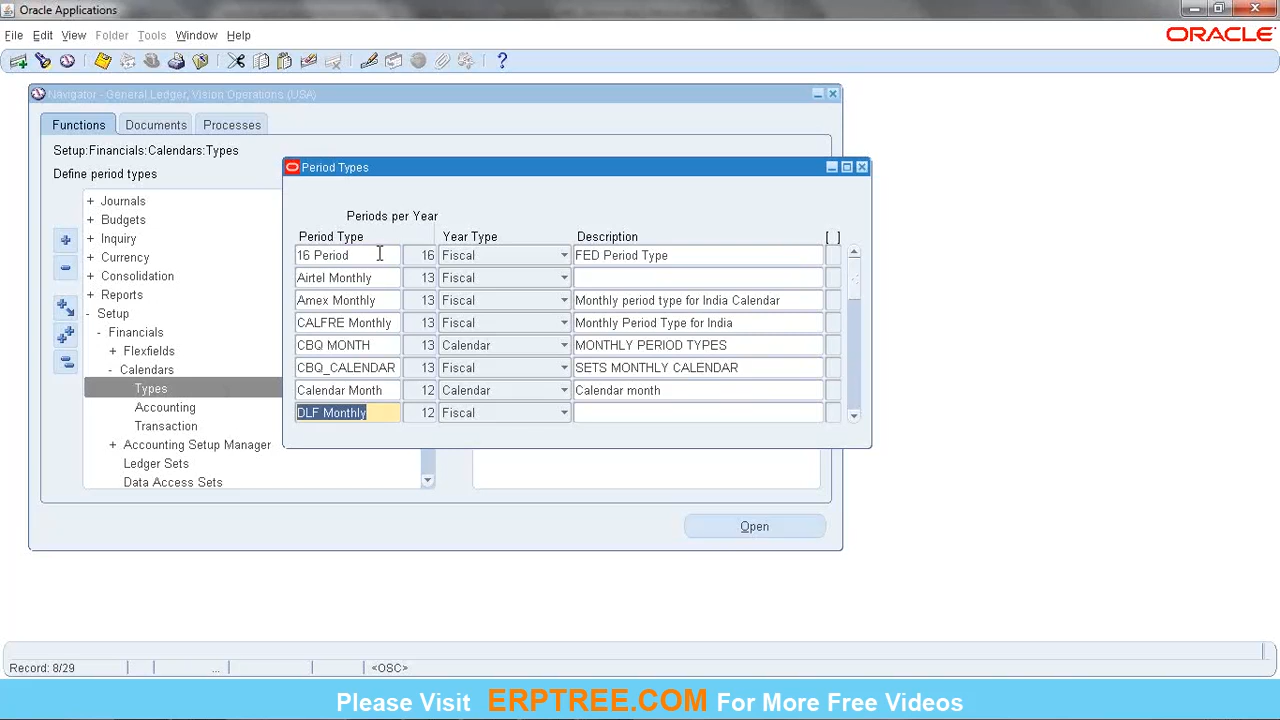 Oracle Applications
File Edit View Folder Tools Window Help
ORACLE
Navigator - General Ledger, Vision Operations (USA)
Functions Documents Processes
Setup:Financials:Calendars:Types
Define period types
+ Journals
+ Budgets
+ Inquiry
+ Currency
+ Consolidation
+ Reports
- Setup
- Financials
+ Flexfields
- Calendars
Types
Accounting
Transaction
+ Accounting Setup Manager
Ledger Sets
Data Access Sets
Open
Period Types
Periods per Year
Period Type Year Type Description [ ]
16 Period 16 Fiscal FED Period Type
Airtel Monthly 13 Fiscal
Amex Monthly 13 Fiscal Monthly period type for India Calendar
CALFRE Monthly 13 Fiscal Monthly Period Type for India
CBQ MONTH 13 Calendar MONTHLY PERIOD TYPES
CBQ_CALENDAR 13 Fiscal SETS MONTHLY CALENDAR
Calendar Month 12 Calendar Calendar month
DLF Monthly 12 Fiscal
Record: 8/29 ... <OSC>
Please Visit ERPTREE.COM For More Free Videos